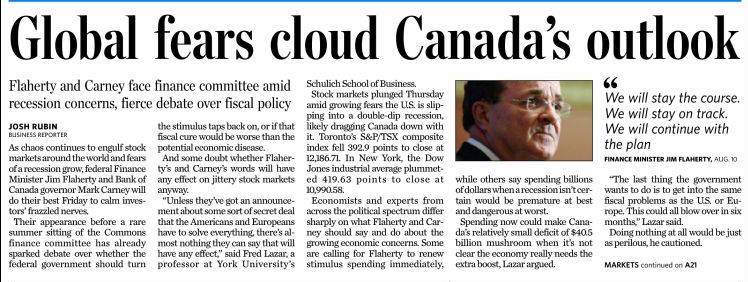 Global fears cloud Canada's outlook
Flaherty and Carney face finance committee amid
recession concerns, fierce debate over fiscal policy
JOSH RUBIN
BUSINESS REPORTER
As chaos continues to engulf stock
markets around the world and fears
of a recession grow, federal Finance
Minister Jim Flaherty and Bank of
Canada governor Mark Carney will
do their best Friday to calm inves-
tors' frazzled nerves.
Their appearance before a rare
summer sitting of the Commons
finance committee has already
sparked debate over whether the
federal government should turn
the stimulus taps back on, or if that
fiscal cure would be worse than the
potential economic disease.
And some doubt whether Flaher-
ty's and Carney's words will have
any effect on jittery stock markets
anyway.
"Unless they've got an announce-
ment about some sort of secret deal
that the Americans and Europeans
have to solve everything, there's al-
most nothing they can say that will
have any effect," said Fred Lazar, a
professor at York University's
Schulich School of Business.
Stock markets plunged Thursday
amid growing fears the U.S. is slip-
ping into a double-dip recession,
likely dragging Canada down with
it. Toronto's S&P/TSX composite
index fell 392.9 points to close at
12,186.71. In New York, the Dow
Jones industrial average plummet-
ed 419.63 points to close at
10,990.58.
Economists and experts from
across the political spectrum differ
sharply on what Flaherty and Car-
ney should say and do about the
growing economic concerns. Some
are calling for Flaherty to renew
stimulus spending immediately,
while others say spending billions
of dollars when a recession isn't cer-
tain would be premature at best
and dangerous at worst.
Spending now could make Cana-
da's relatively small deficit of $40.5
billion mushroom when it's not
clear the economy really needs the
extra boost, Lazar argued.
“
We will stay the course.
We will stay on track.
We will continue with
the plan
FINANCE MINISTER JIM FLAHERTY, AUG. 10
"The last thing the government
wants to do is to get into the same
fiscal problems as the U.S. or Eu-
rope. This could all blow over in six
months," Lazar said.
Doing nothing at all would be just
as perilous, he cautioned.
MARKETS continued on A21